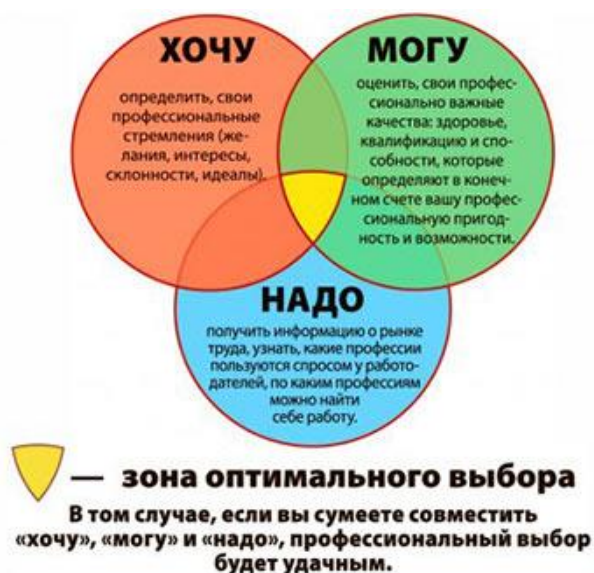 ХОЧУ
определить, свои
профессиональные
стремления (же-
лания, интересы,
склонности, идеалы).
МОГУ
оценить, свои профес-
сионально важные
качества: здоровье,
квалификацию и спо-
собности, которые
определяют в конеч-
ном счете вашу профес-
сиональную пригод-
ность и возможности.
НАДО
получить информацию о рынке
труда, узнать, какие профессии
пользуются спросом у работо-
дателей, по каким профессиям
можно найти
себе работу.
— зона оптимального выбора
В том случае, если вы сумеете совместить
«хочу», «могу» и «надо», профессиональный выбор
будет удачным.